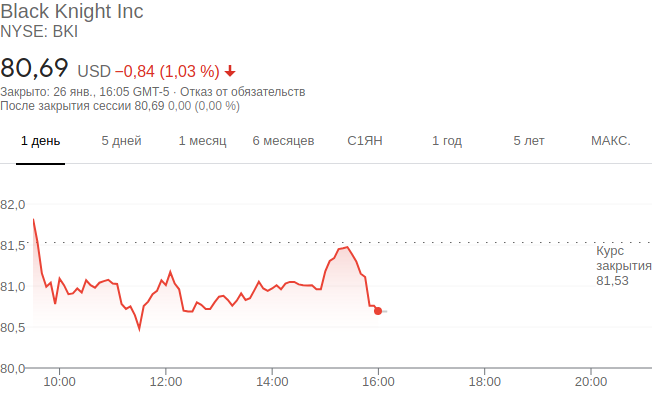 Black Knight Inc
NYSE: BKI
80,69 USD −0,84 (1,03 %)
Закрыто: 26 янв., 16:05 GMT-5 · Отказ от обязательств
После закрытия сессии 80,69 0,00 (0,00 %)
1 день 5 дней 1 месяц 6 месяцев С1ЯН 1 год 5 лет МАКС.
82,0
81,5
Курс
закрытия
81,53
81,0
80,5
80,0
10:00 12:00 14:00 16:00 18:00 20:00